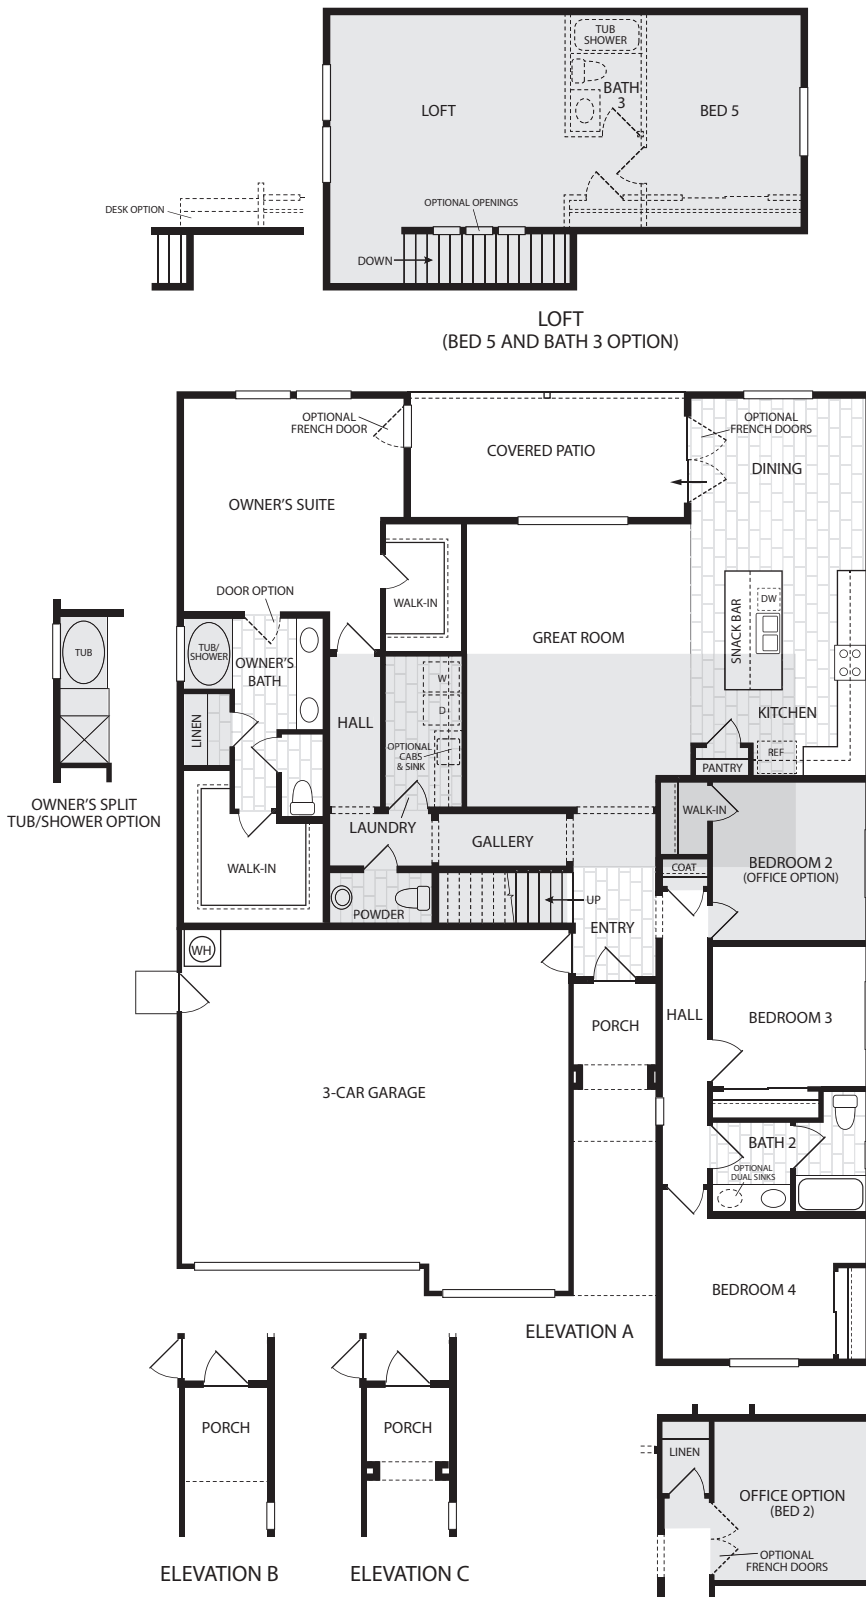 TUB
SHOWER
BATH
3
LOFT
BED 5
DESK OPTION
OPTIONAL OPENINGS
DOWN
LOFT
(BED 5 AND BATH 3 OPTION)
OPTIONAL
FRENCH DOOR
COVERED PATIO
OPTIONAL
FRENCH DOORS
DINING
OWNER'S SUITE
DOOR OPTION
WALK-IN
GREAT ROOM
SNACK BAR
DW
TUB
TUB/
SHOWER
OWNER'S
BATH
W
D
LINEN
HALL
OPTIONAL
CABS
& SINK
KITCHEN
REF
PANTRY
OWNER'S SPLIT
TUB/SHOWER OPTION
LAUNDRY
GALLERY
WALK-IN
WALK-IN
COAT
BEDROOM 2
(OFFICE OPTION)
POWDER
UP
ENTRY
WH
HALL
PORCH
BEDROOM 3
3-CAR GARAGE
BATH 2
OPTIONAL
DUAL SINKS
BEDROOM 4
ELEVATION A
PORCH
PORCH
LINEN
OFFICE OPTION
(BED 2)
OPTIONAL
FRENCH DOORS
ELEVATION B
ELEVATION C